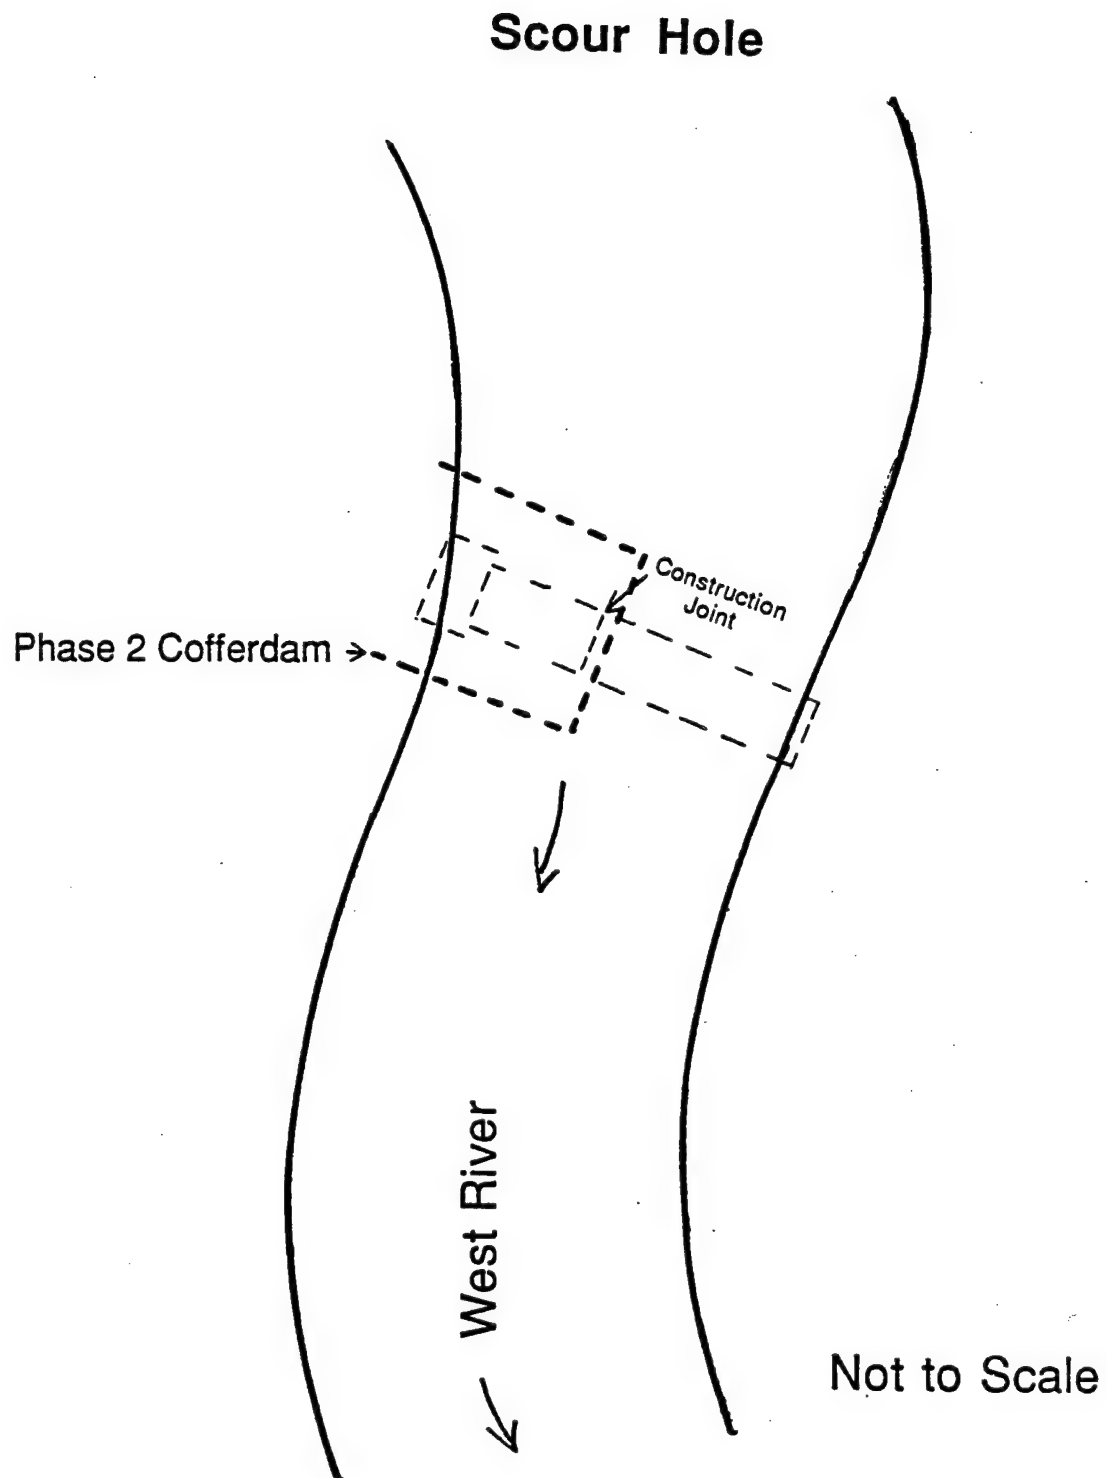 Scour Hole
Construction
Joint
Phase 2 Cofferdam
West River
Not to Scale